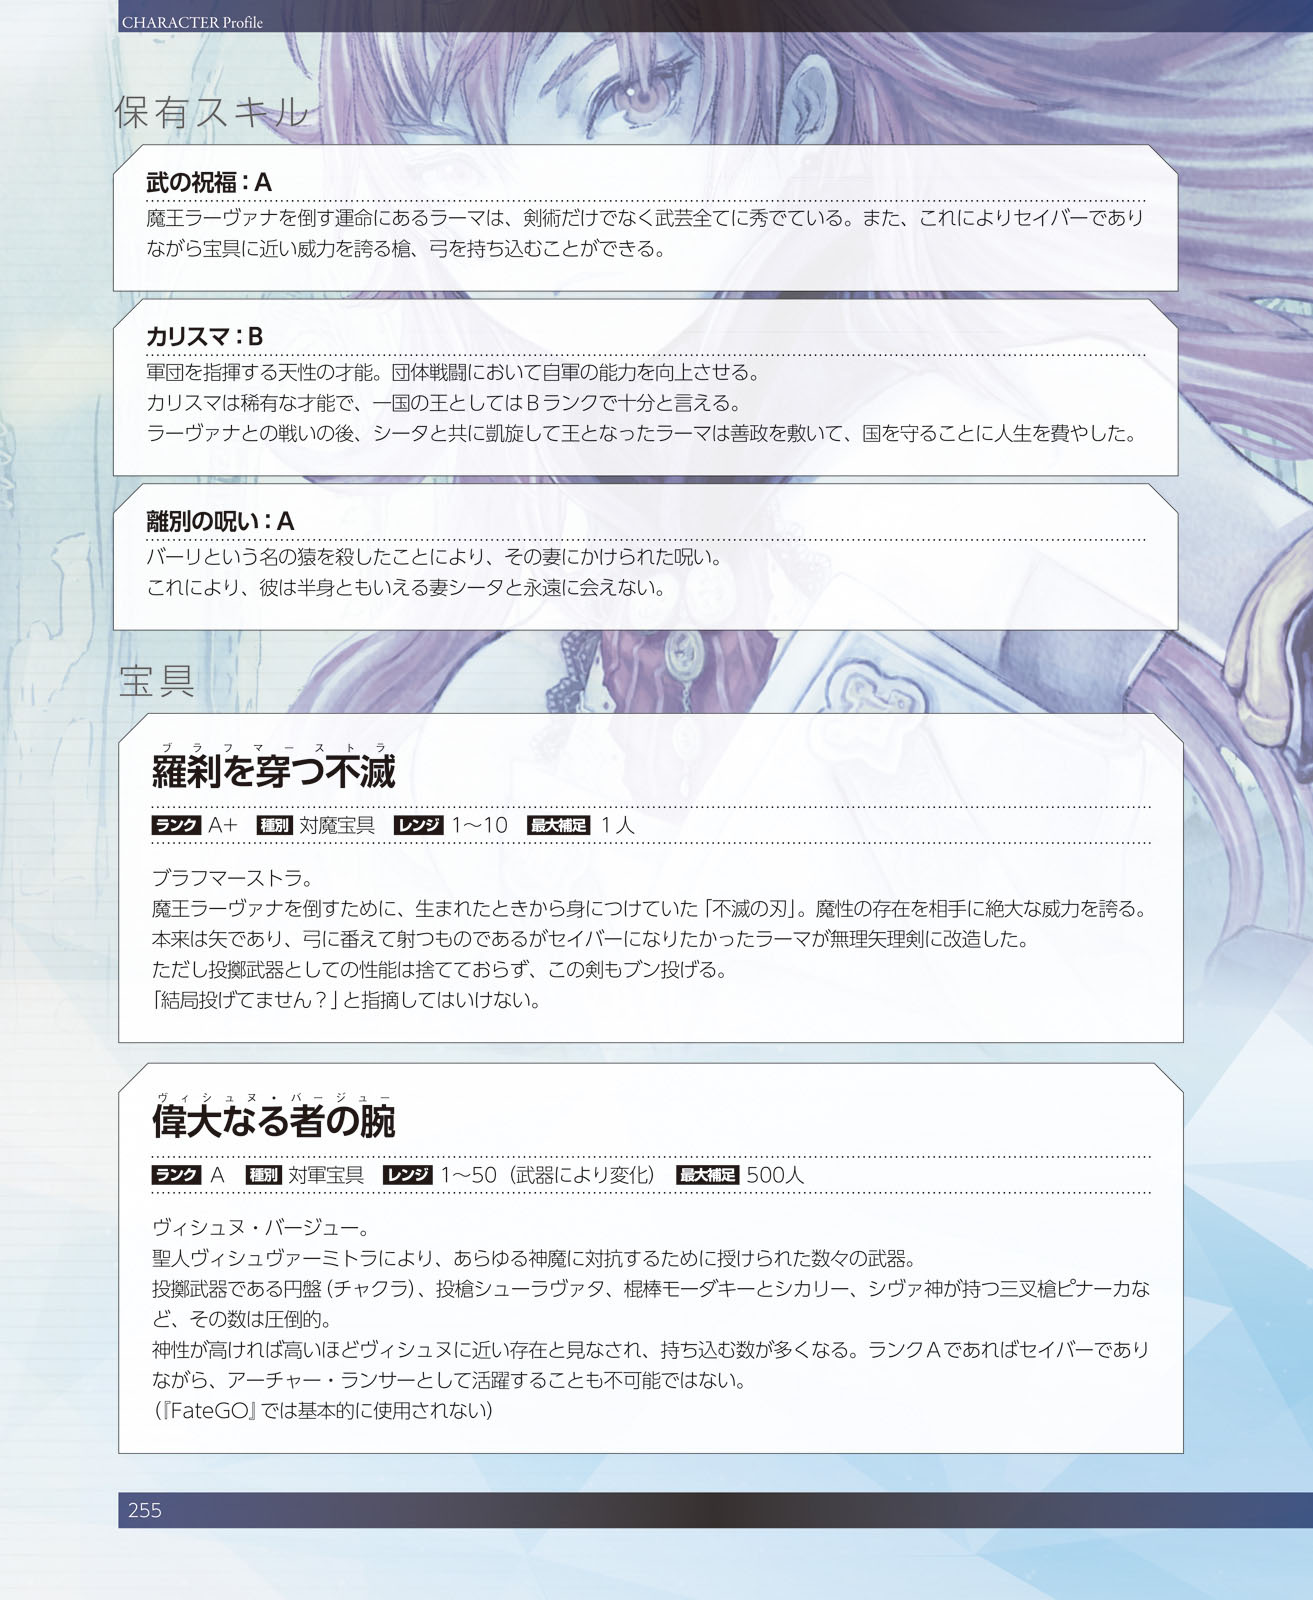 CHARACTER Profile
保有スキル
武の祝福：A
魔王ラーヴァナを倒す運命にあるラーマは、剣術だけでなく武芸全てに秀でている。また、これによりセイバーであり
ながら宝具に近い威力を誇る槍、弓を持ち込むことができる。
カリスマ：B
軍団を指揮する天性の才能。団体戦闘において自軍の能力を向上させる。
カリスマは稀有な才能で、一国の王としてはBランクで十分と言える。
ラーヴァナとの戦いの後、シータと共に凱旋して王となったラーマは善政を敷いて、国を守ることに人生を費やした。
離別の呪い：A
バーリという名の猿を殺したことにより、その妻にかけられた呪い。
これにより、彼は半身ともいえる妻シータと永遠に会えない。
宝具
ブラフマーストラ
羅刹を穿つ不滅
ランク A+ 種別 対魔宝具 レンジ 1〜10 最大補足 1人
ブラフマーストラ。
魔王ラーヴァナを倒すために、生まれたときから身につけていた「不滅の刃」。魔性の存在を相手に絶大な威力を誇る。
本来は矢であり、弓に番えて射つものであるがセイバーになりたかったラーマが無理矢理剣に改造した。
ただし投擲武器としての性能は捨てておらず、この剣もブン投げる。
「結局投げてません？」と指摘してはいけない。
ヴィシュヌ・バージュー
偉大なる者の腕
ランク A 種別 対軍宝具 レンジ 1〜50（武器により変化） 最大補足 500人
ヴィシュヌ・バージュー。
聖人ヴィシュヴァーミトラにより、あらゆる神魔に対抗するために授けられた数々の武器。
投擲武器である円盤（チャクラ）、投槍シューラヴァタ、棍棒モーダキーとシカリー、シヴァ神が持つ三叉槍ピナーカな
ど、その数は圧倒的。
神性が高ければ高いほどヴィシュヌに近い存在と見なされ、持ち込む数が多くなる。ランクAであればセイバーであり
ながら、アーチャー・ランサーとして活躍することも不可能ではない。
（『FateGO』では基本的に使用されない）
255